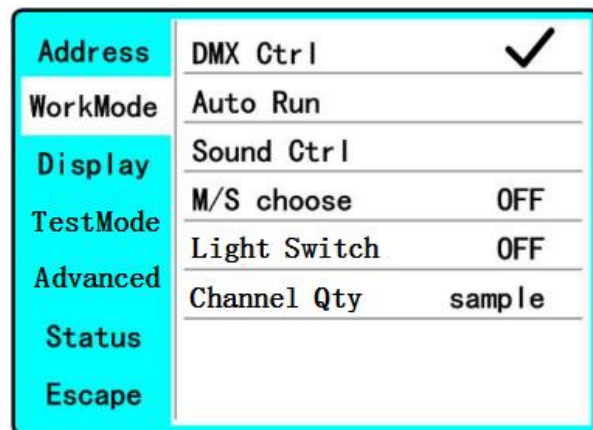 Address
WorkMode
Display
TestMode
Advanced
Status
Escape
DMX Ctrl
Auto Run
Sound Ctrl
M/S choose OFF
Light Switch OFF
Channel Qty sample